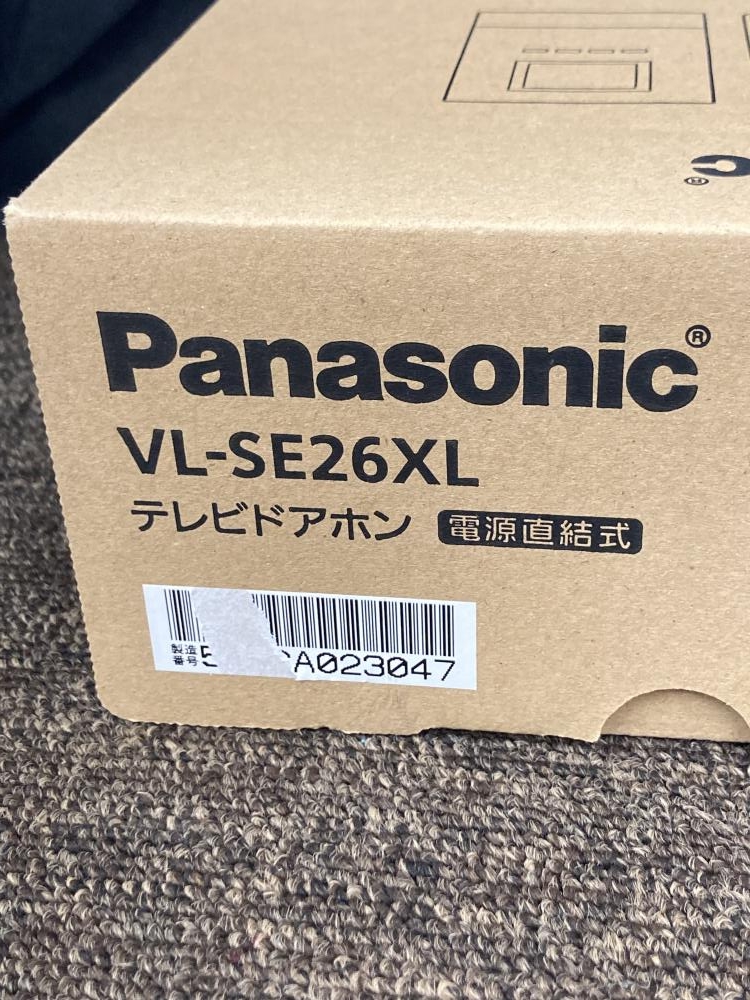 Panasonic®
VL-SE26XL
テレビドアホン 電源直結式
製造番号 5 A023047